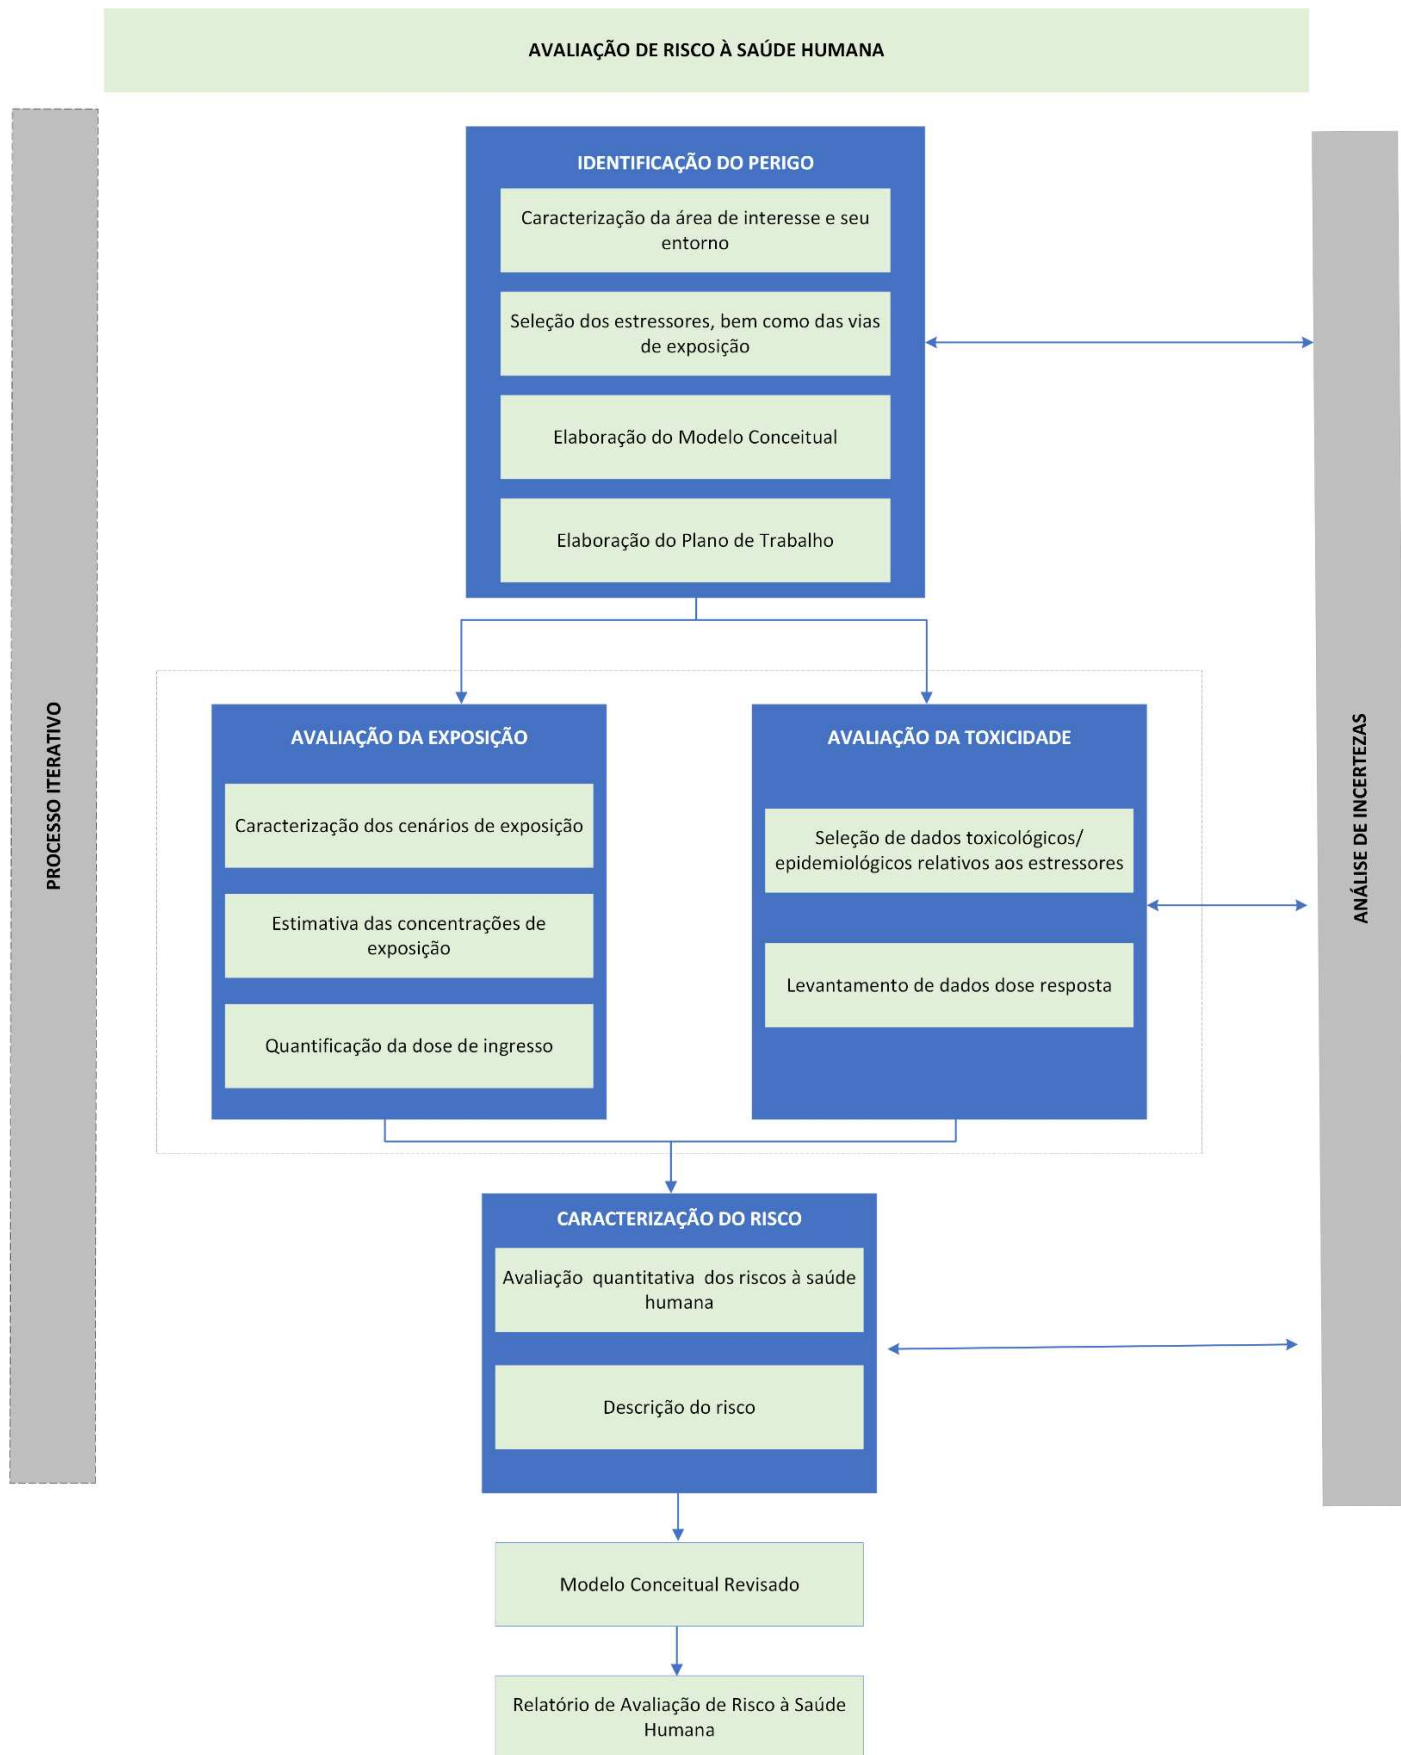 AVALIAÇÃO DE RISCO À SAÚDE HUMANA
PROCESSO ITERATIVO
IDENTIFICAÇÃO DO PERIGO
Caracterização da área de interesse e seu
entorno
Seleção dos estressores, bem como das vias
de exposição
Elaboração do Modelo Conceitual
Elaboração do Plano de Trabalho
AVALIAÇÃO DA EXPOSIÇÃO
Caracterização dos cenários de exposição
Estimativa das concentrações de
exposição
Quantificação da dose de ingresso
AVALIAÇÃO DA TOXICIDADE
Seleção de dados toxicológicos/
epidemiológicos relativos aos estressores
Levantamento de dados dose resposta
CARACTERIZAÇÃO DO RISCO
Avaliação quantitativa dos riscos à saúde
humana
Descrição do risco
Modelo Conceitual Revisado
Relatório de Avaliação de Risco à Saúde
Humana
ANÁLISE DE INCERTEZAS